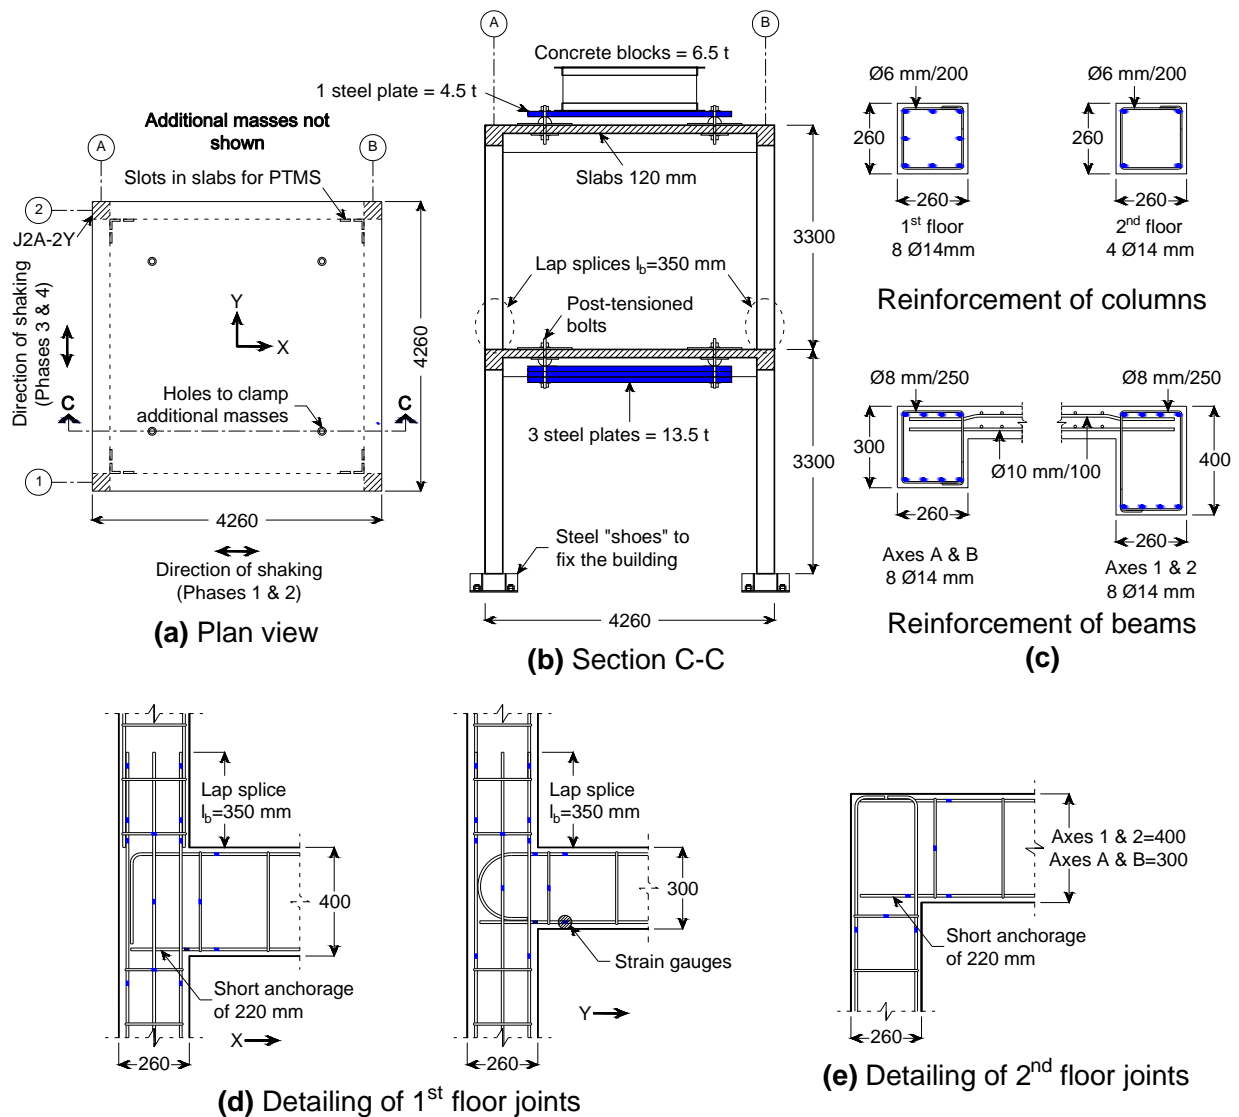 Additional masses not
shown
A
B
Slots in slabs for PTMS
2
J2A-2Y
Direction of shaking
(Phases 3 & 4)
Y
X
4260
Holes to clamp
additional masses
C
C
1
4260
Direction of shaking
(Phases 1 & 2)
(a) Plan view
A
B
Concrete blocks = 6.5 t
1 steel plate = 4.5 t
Slabs 120 mm
3300
Lap splices lb=350 mm
Post-tensioned
bolts
3 steel plates = 13.5 t
3300
Steel "shoes" to
fix the building
4260
(b) Section C-C
Ø6 mm/200
Ø6 mm/200
260
260
260
260
1st floor
8 Ø14mm
2nd floor
4 Ø14 mm
Reinforcement of columns
Ø8 mm/250
Ø8 mm/250
300
400
Ø10 mm/100
260
260
Axes A & B
8 Ø14 mm
Axes 1 & 2
8 Ø14 mm
Reinforcement of beams
(c)
Lap splice
lb=350 mm
400
Short anchorage
of 220 mm
X
260
Lap splice
lb=350 mm
300
Strain gauges
Y
260
(d) Detailing of 1st floor joints
Axes 1 & 2=400
Axes A & B=300
Short anchorage
of 220 mm
260
(e) Detailing of 2nd floor joints